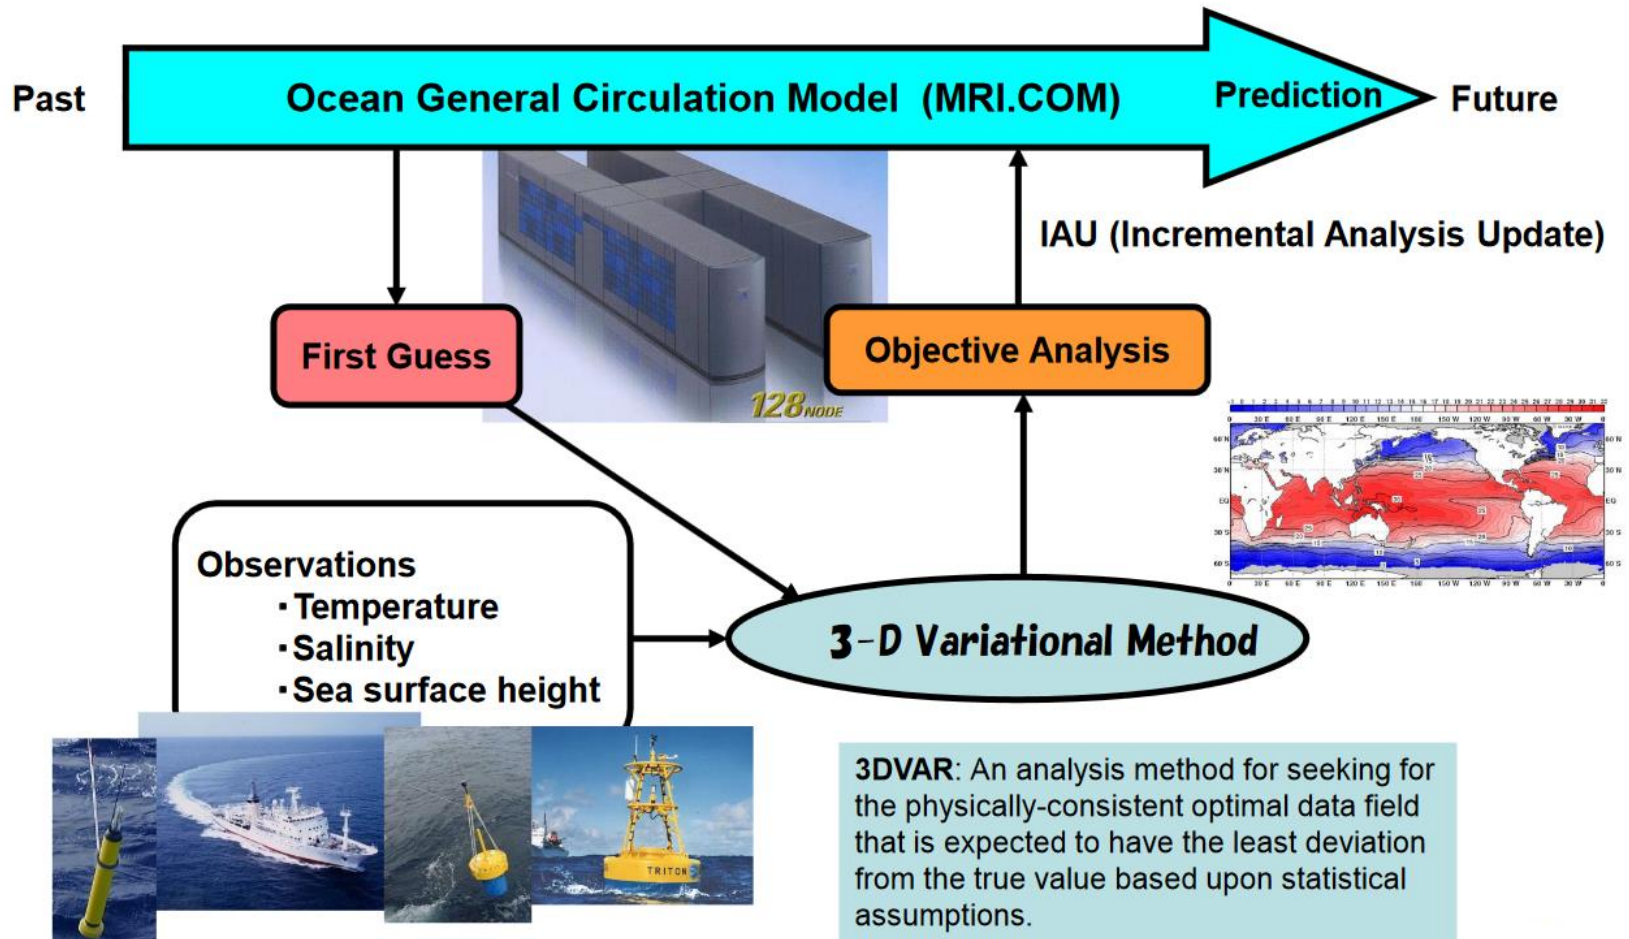 Past
Ocean General Circulation Model (MRI.COM)
Prediction
Future
IAU (Incremental Analysis Update)
First Guess
Objective Analysis
128 NODE
Observations
・Temperature
・Salinity
・Sea surface height
3-D Variational Method
TRITON
3DVAR: An analysis method for seeking for
the physically-consistent optimal data field
that is expected to have the least deviation
from the true value based upon statistical
assumptions.